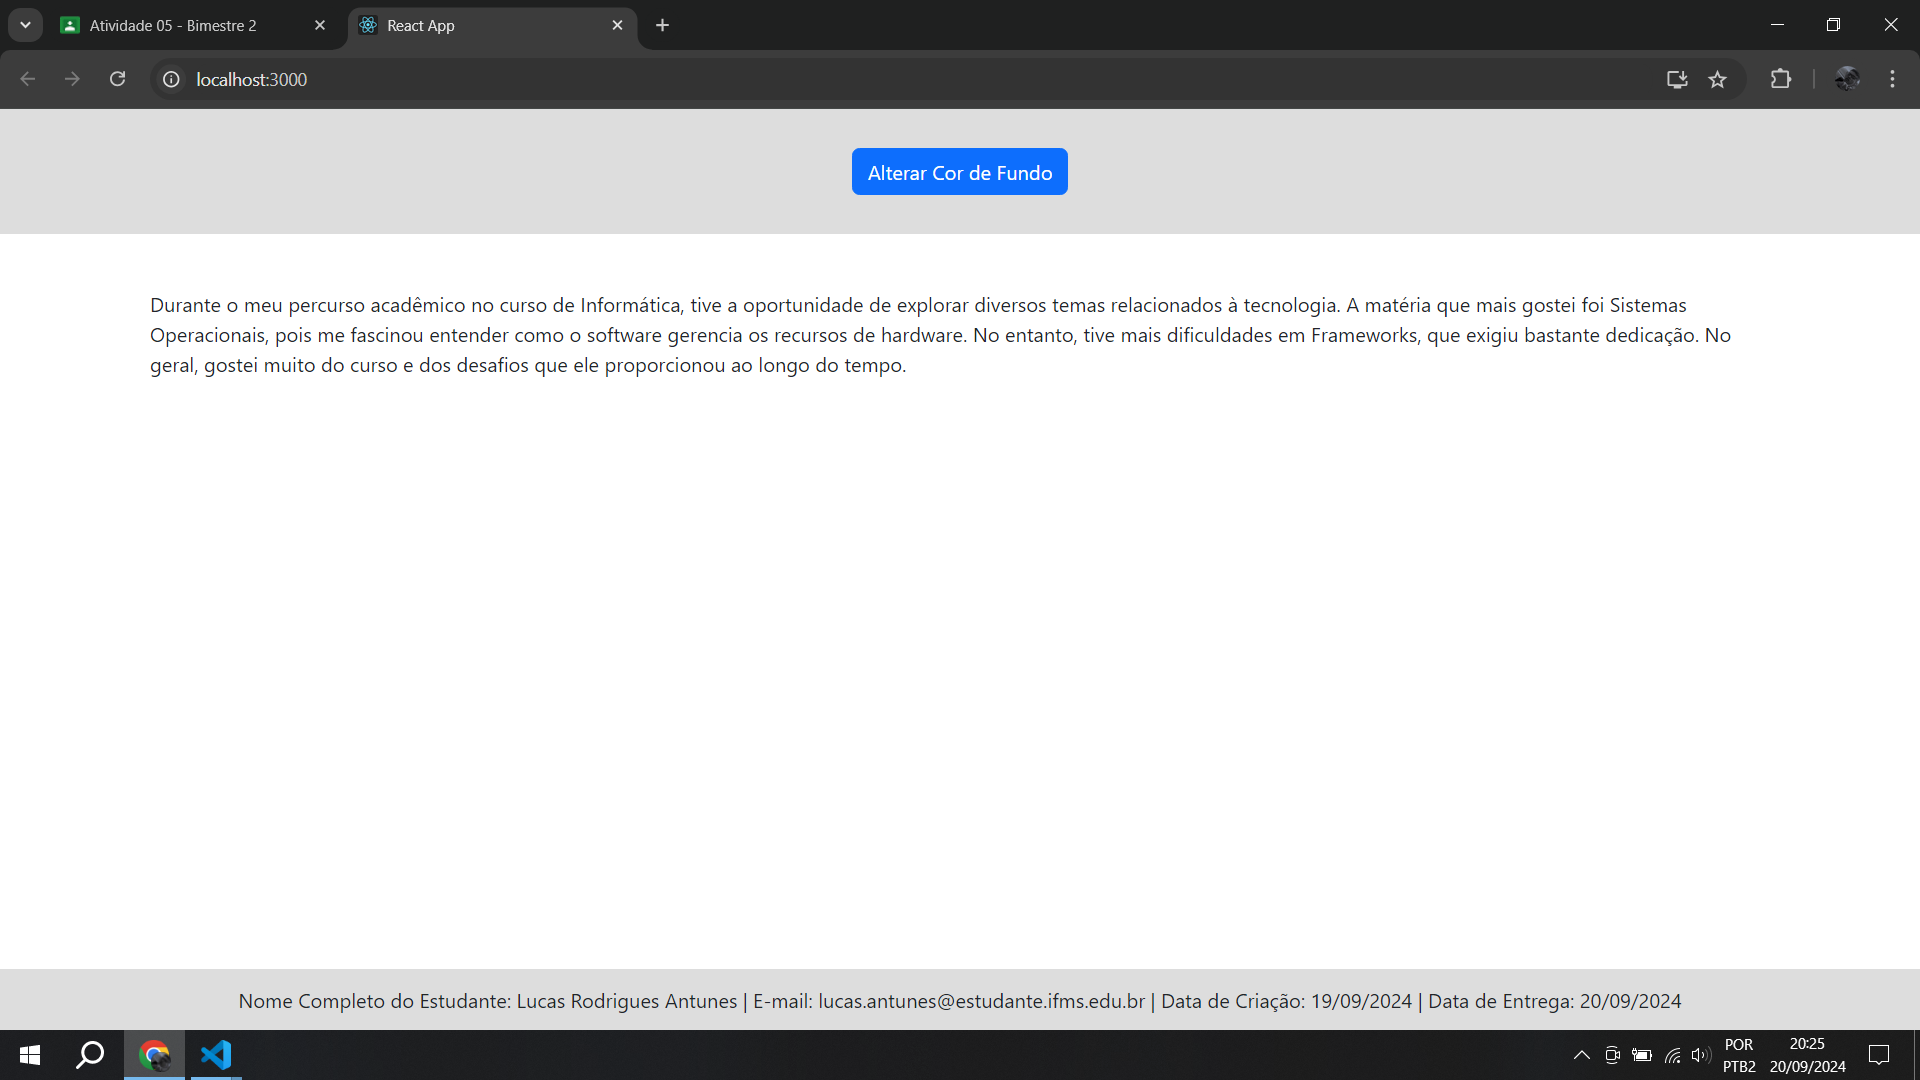 Atividade 05 - Bimestre 2
React App
localhost:3000
Alterar Cor de Fundo
Durante o meu percurso acadêmico no curso de Informática, tive a oportunidade de explorar diversos temas relacionados à tecnologia. A matéria que mais gostei foi Sistemas
Operacionais, pois me fascinou entender como o software gerencia os recursos de hardware. No entanto, tive mais dificuldades em Frameworks, que exigiu bastante dedicação. No
geral, gostei muito do curso e dos desafios que ele proporcionou ao longo do tempo.
Nome Completo do Estudante: Lucas Rodrigues Antunes | E-mail: lucas.antunes@estudante.ifms.edu.br | Data de Criação: 19/09/2024 | Data de Entrega: 20/09/2024
POR
PTB2
20:25
20/09/2024